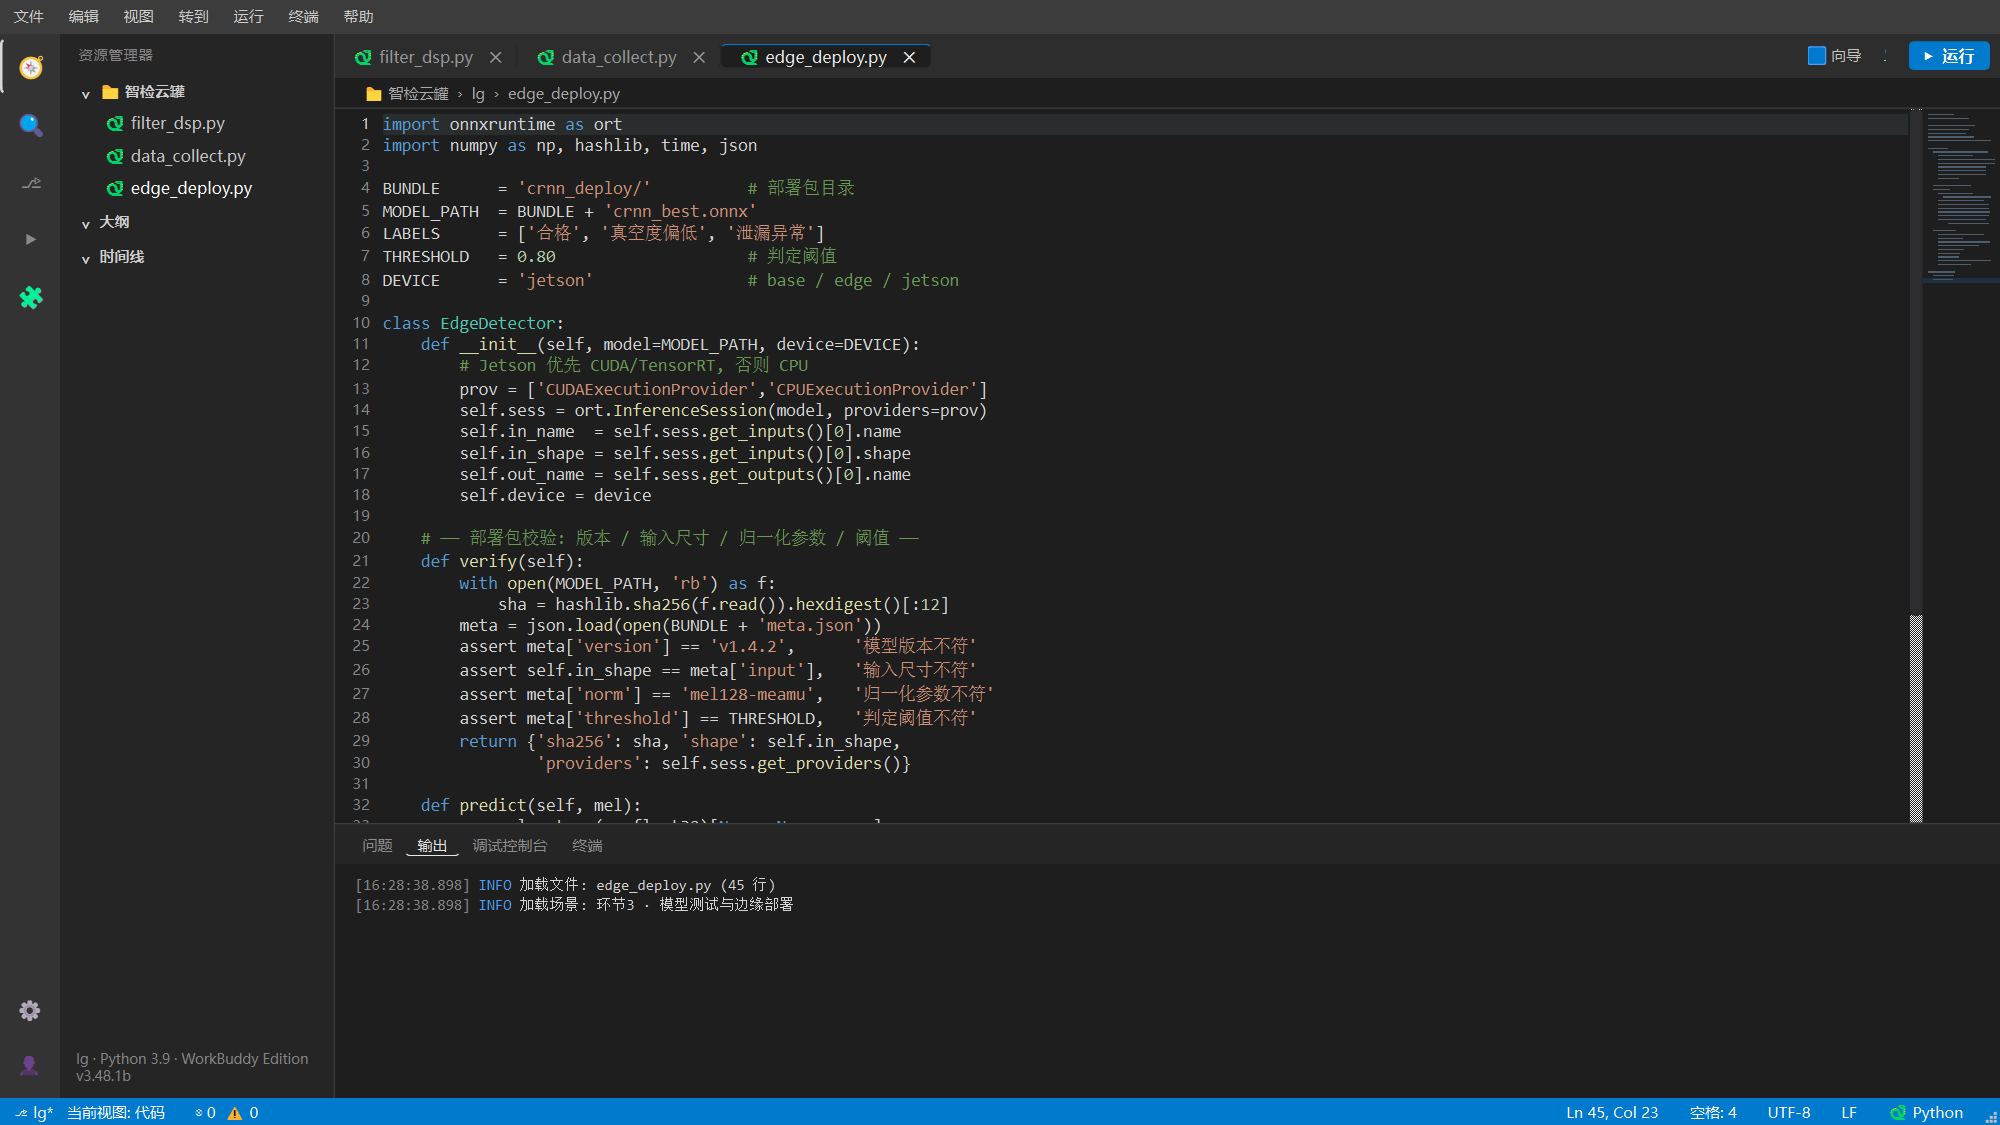 文件 编辑 视图 转到 运行 终端 帮助
资源管理器
智检云罐
filter_dsp.py
data_collect.py
edge_deploy.py
大纲
时间线
lg · Python 3.9 · WorkBuddy Edition
v3.48.1b
filter_dsp.py data_collect.py edge_deploy.py 向导 运行
智检云罐 › lg › edge_deploy.py
1 import onnxruntime as ort
2 import numpy as np, hashlib, time, json
3
4 BUNDLE      = 'crnn_deploy/'          # 部署包目录
5 MODEL_PATH  = BUNDLE + 'crnn_best.onnx'
6 LABELS      = ['合格', '真空度偏低', '泄漏异常']
7 THRESHOLD   = 0.80                    # 判定阈值
8 DEVICE      = 'jetson'                # base / edge / jetson
9
10 class EdgeDetector:
11     def __init__(self, model=MODEL_PATH, device=DEVICE):
12         # Jetson 优先 CUDA/TensorRT, 否则 CPU
13         prov = ['CUDAExecutionProvider','CPUExecutionProvider']
14         self.sess = ort.InferenceSession(model, providers=prov)
15         self.in_name  = self.sess.get_inputs()[0].name
16         self.in_shape = self.sess.get_inputs()[0].shape
17         self.out_name = self.sess.get_outputs()[0].name
18         self.device = device
19
20     # —— 部署包校验: 版本 / 输入尺寸 / 归一化参数 / 阈值 ——
21     def verify(self):
22         with open(MODEL_PATH, 'rb') as f:
23             sha = hashlib.sha256(f.read()).hexdigest()[:12]
24         meta = json.load(open(BUNDLE + 'meta.json'))
25         assert meta['version'] == 'v1.4.2',      '模型版本不符'
26         assert self.in_shape == meta['input'],   '输入尺寸不符'
27         assert meta['norm'] == 'mel128-meamu',   '归一化参数不符'
28         assert meta['threshold'] == THRESHOLD,   '判定阈值不符'
29         return {'sha256': sha, 'shape': self.in_shape,
30                 'providers': self.sess.get_providers()}
31
32     def predict(self, mel):
问题 输出 调试控制台 终端
[16:28:38.898] INFO 加载文件: edge_deploy.py (45 行)
[16:28:38.898] INFO 加载场景: 环节3 · 模型测试与边缘部署
lg* 当前视图: 代码 0 0 Ln 45, Col 23 空格: 4 UTF-8 LF Python